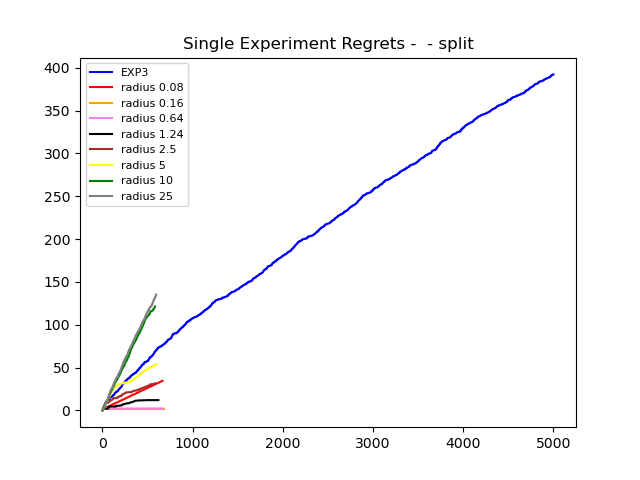 Single Experiment Regrets -  - split
400
350
300
250
200
150
100
50
0
EXP3
radius 0.08
radius 0.16
radius 0.64
radius 1.24
radius 2.5
radius 5
radius 10
radius 25
0 1000 2000 3000 4000 5000